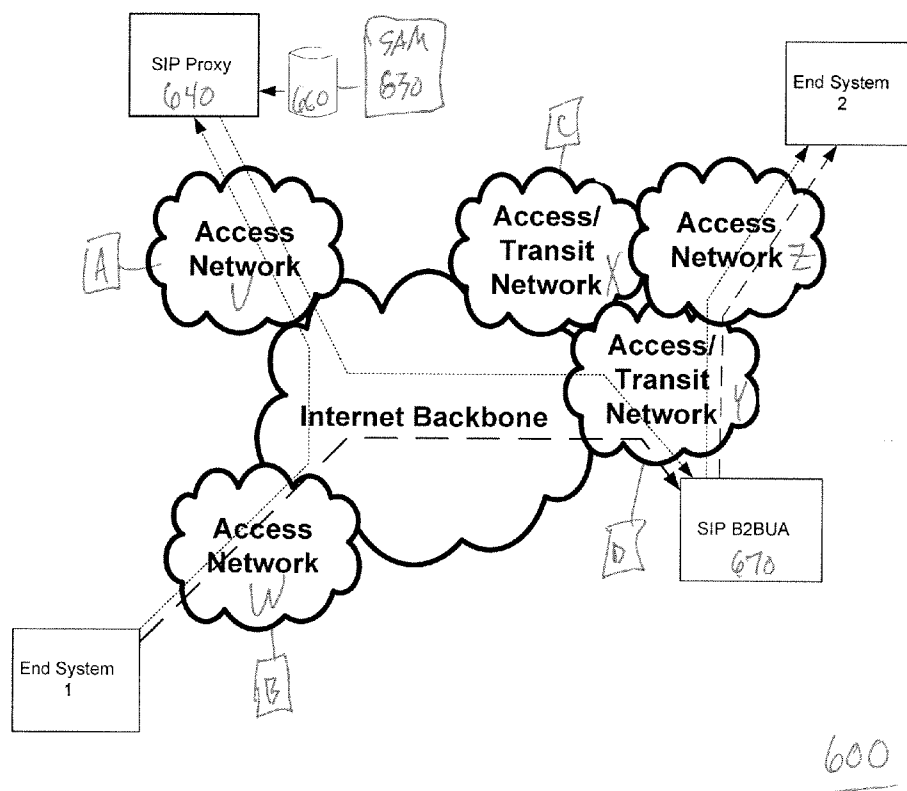 SIP Proxy
640
660
SAM
630
End System
2
C
Access
Network
V
A
Access/
Transit
Network
X
Access
Network
Z
Access/
Transit
Network
Y
Internet Backbone
Access
Network
W
D
SIP B2BUA
670
End System
1
B
600